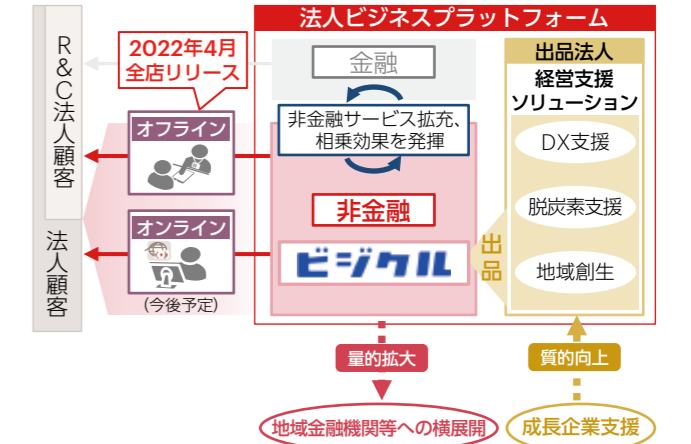 法人ビジネスプラットフォーム
R&C法人顧客
法人顧客
2022年4月
全店リリース
オフライン
オンライン
(今後予定)
金融
非金融サービス拡充、
相乗効果を発揮
非金融
ビジクル
出品
出品法人
経営支援
ソリューション
DX支援
脱炭素支援
地域創生
量的拡大
地域金融機関等への横展開
質的向上
成長企業支援